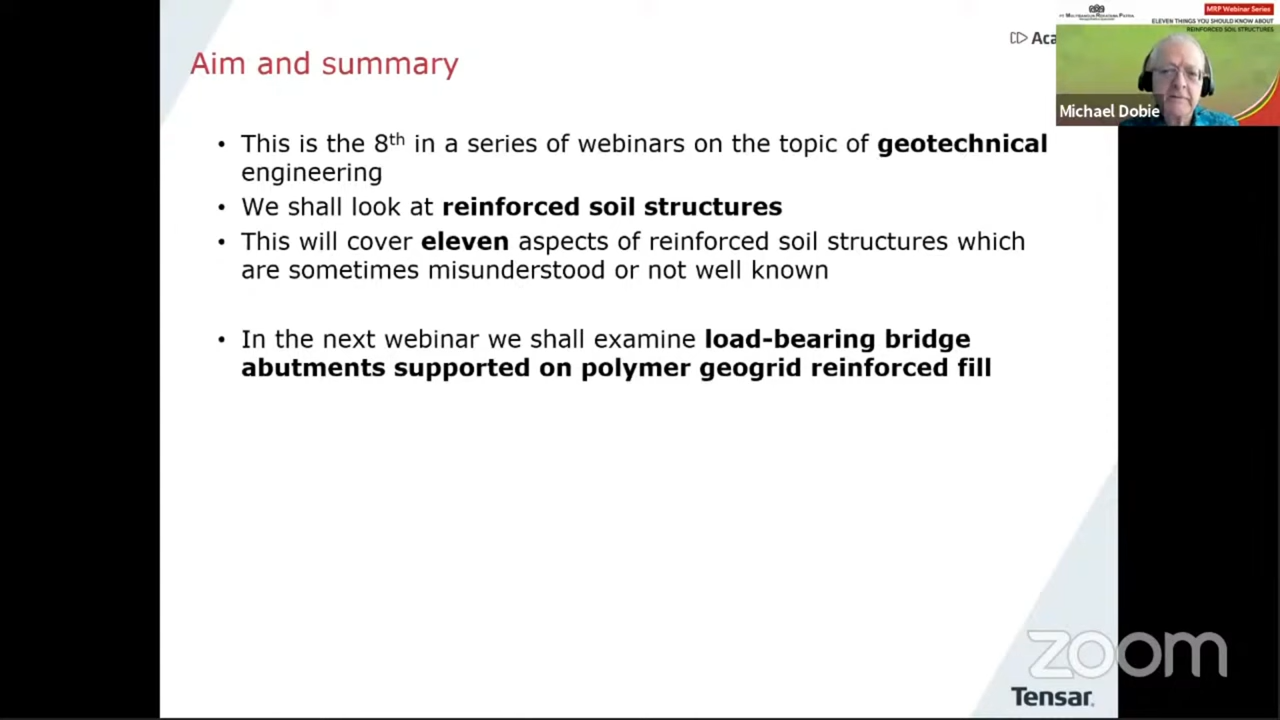 Aim and summary
• This is the 8th in a series of webinars on the topic of geotechnical
engineering
• We shall look at reinforced soil structures
• This will cover eleven aspects of reinforced soil structures which
are sometimes misunderstood or not well known
• In the next webinar we shall examine load-bearing bridge
abutments supported on polymer geogrid reinforced fill
Tensar
zoom
MRP Webinar Series
ELEVEN THINGS YOU SHOULD KNOW ABOUT
REINFORCED SOIL STRUCTURES
Michael Dobie